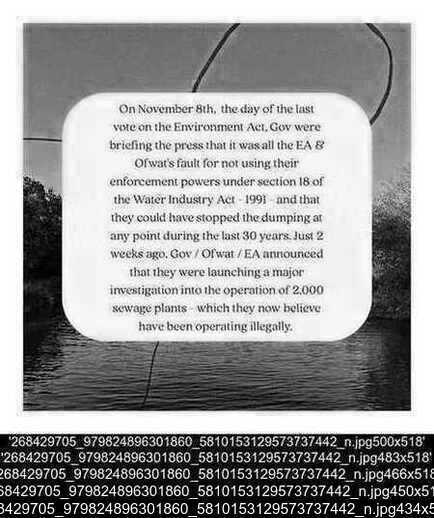 On November 8th, the day of the last
vote on the Environment Act, Gov were
briefing the press that it was all the EA &
Ofwat's fault for not using their
enforcement powers under section 18 of
the Water Industry Act - 1991 - and that
they could have stopped the dumping at
any point during the last 30 years. Just 2
weeks ago, Gov / Ofwat / EA announced
that they were launching a major
investigation into the operation of 2,000
sewage plants - which they now believe
have been operating illegally.
'268429705_979824896301860_5810153129573737442_n.jpg500x518'
'268429705_979824896301860_5810153129573737442_n.jpg483x518'
268429705_979824896301860_5810153129573737442_n.jpg466x518
268429705_979824896301860_5810153129573737442_n.jpg450x51
268429705_979824896301860_5810153129573737442_n.jpg434x5